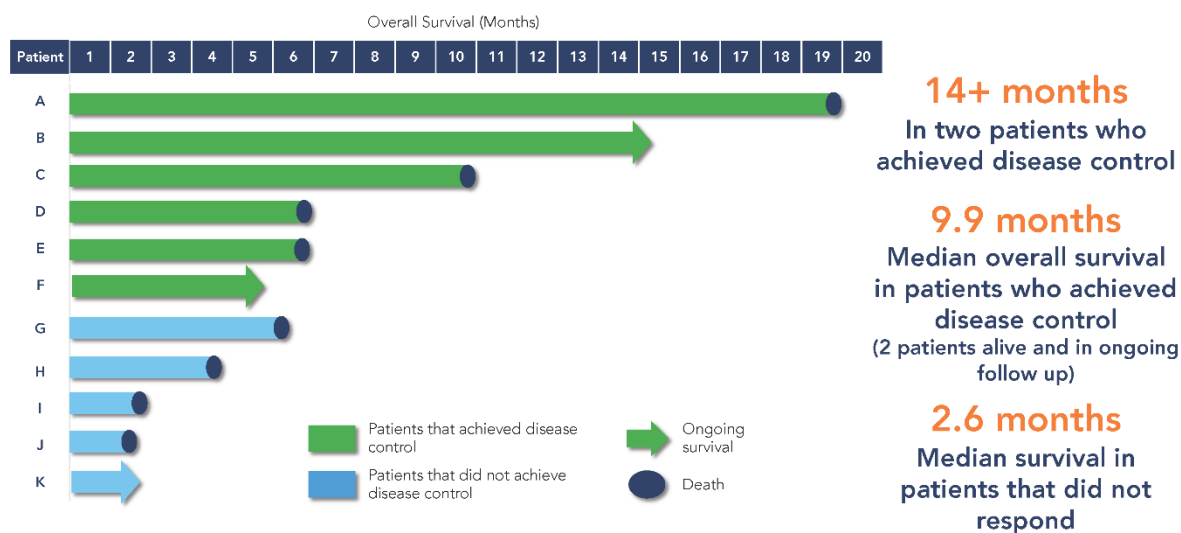 Overall Survival (Months)
Patient 1 2 3 4 5 6 7 8 9 10 11 12 13 14 15 16 17 18 19 20
A
B
C
D
E
F
G
H
I
J
K
Patients that achieved disease
control
Patients that did not achieve
disease control
Ongoing
survival
Death
14+ months
In two patients who
achieved disease control
9.9 months
Median overall survival
in patients who achieved
disease control
(2 patients alive and in ongoing
follow up)
2.6 months
Median survival in
patients that did not
respond